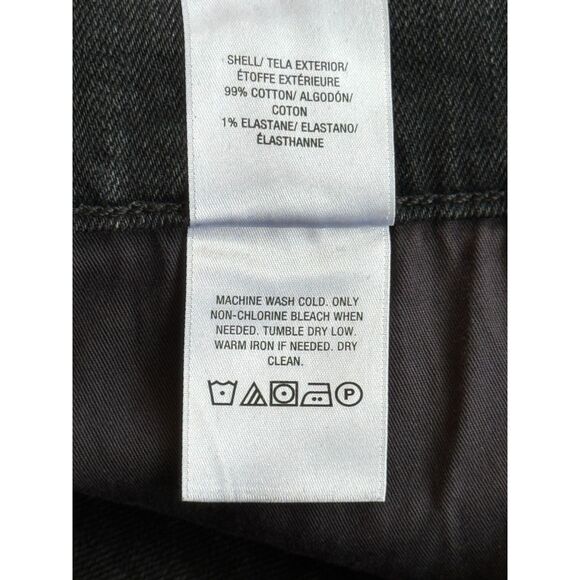 SHELL/ TELA EXTERIOR/
ÉTOFFE EXTÉRIEURE
99% COTTON/ ALGODÓN/
COTON
1% ELASTANE/ ELASTANO/
ÉLASTHANNE
MACHINE WASH COLD. ONLY
NON-CHLORINE BLEACH WHEN
NEEDED. TUMBLE DRY LOW.
WARM IRON IF NEEDED. DRY
CLEAN.
P